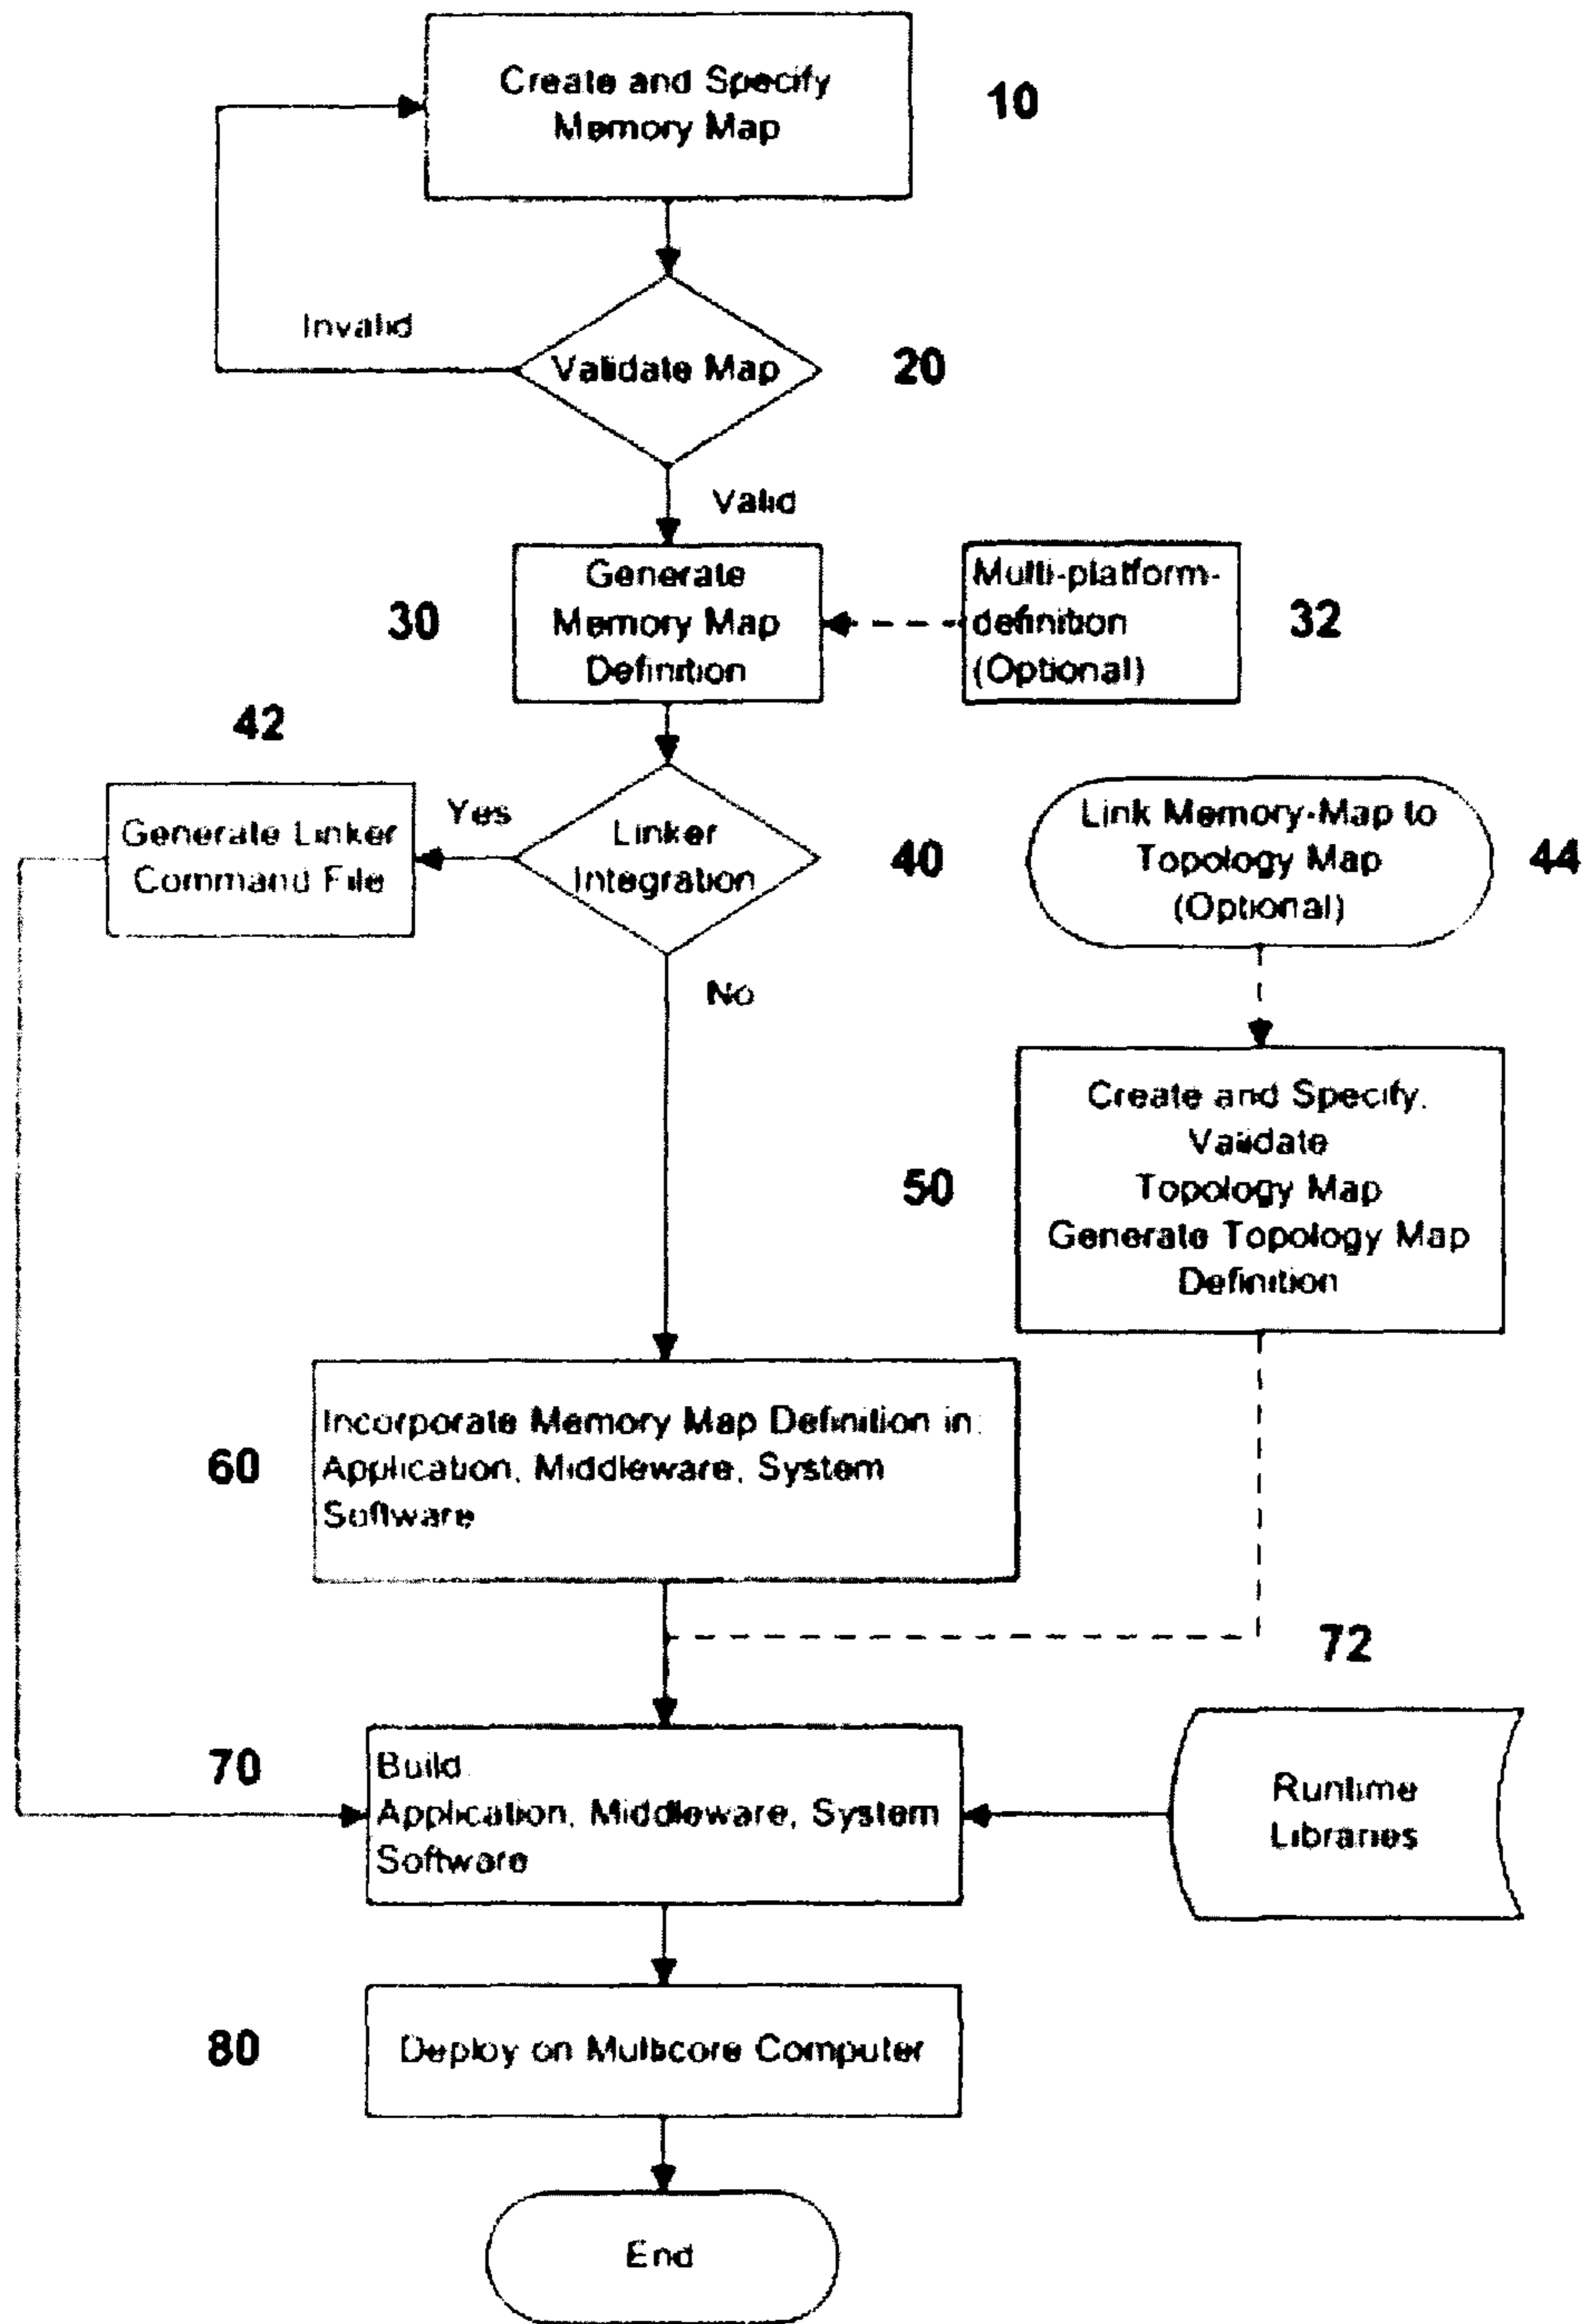 Create and Specify
Memory Map
10
Invalid
Validate Map
20
Valid
Generate
Memory Map
Definition
30
Multi-platform-
definition
(Optional)
32
42
Generate Linker
Command File
Yes
Linker
Integration
40
Link Memory-Map to
Topology Map
(Optional)
44
No
Create and Specify,
Validate
Topology Map
Generate Topology Map
Definition
50
Incorporate Memory Map Definition in:
Application, Middleware, System
Software
60
72
70
Build
Application, Middleware, System
Software
Runtime
Libraries
80
Deploy on Multicore Computer
End